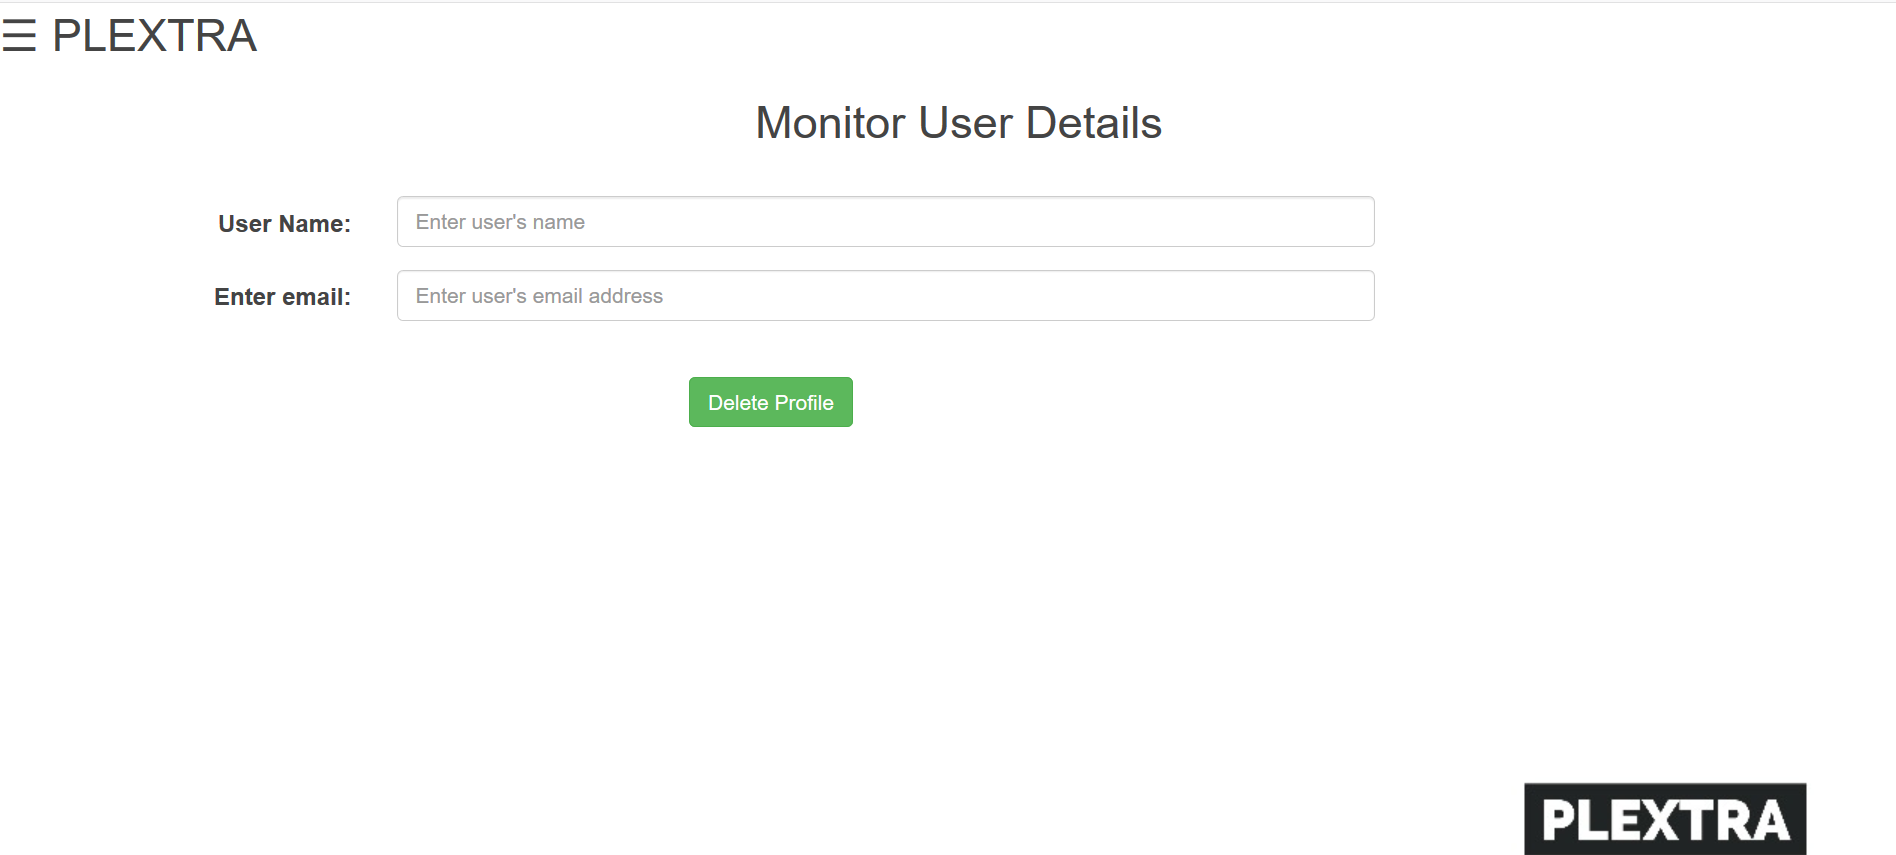 ☰ PLEXTRA
Monitor User Details
User Name:
Enter user's name
Enter email:
Enter user's email address
Delete Profile
PLEXTRA